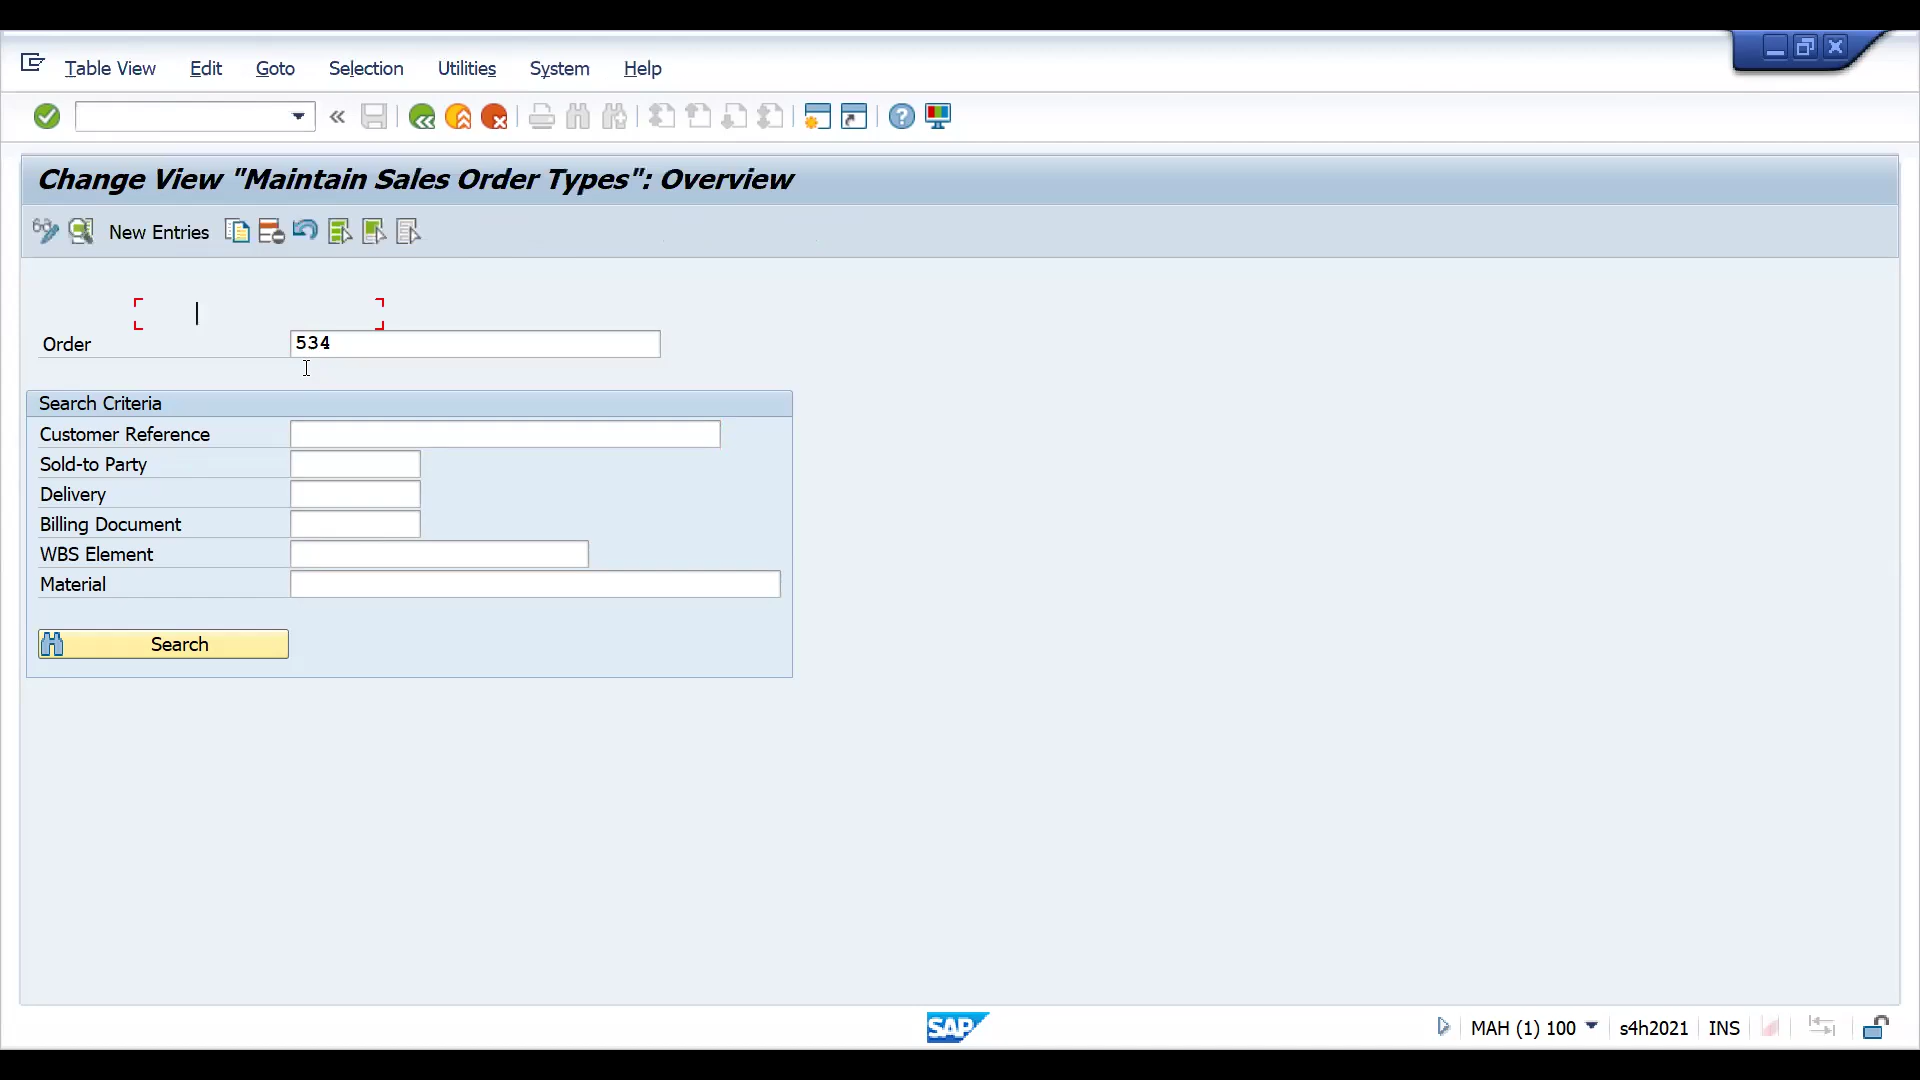 Table View Edit Goto Selection Utilities System Help
Change View "Maintain Sales Order Types": Overview
New Entries
Order 534
Search Criteria
Customer Reference
Sold-to Party
Delivery
Billing Document
WBS Element
Material
Search
SAP MAH (1) 100 s4h2021 INS